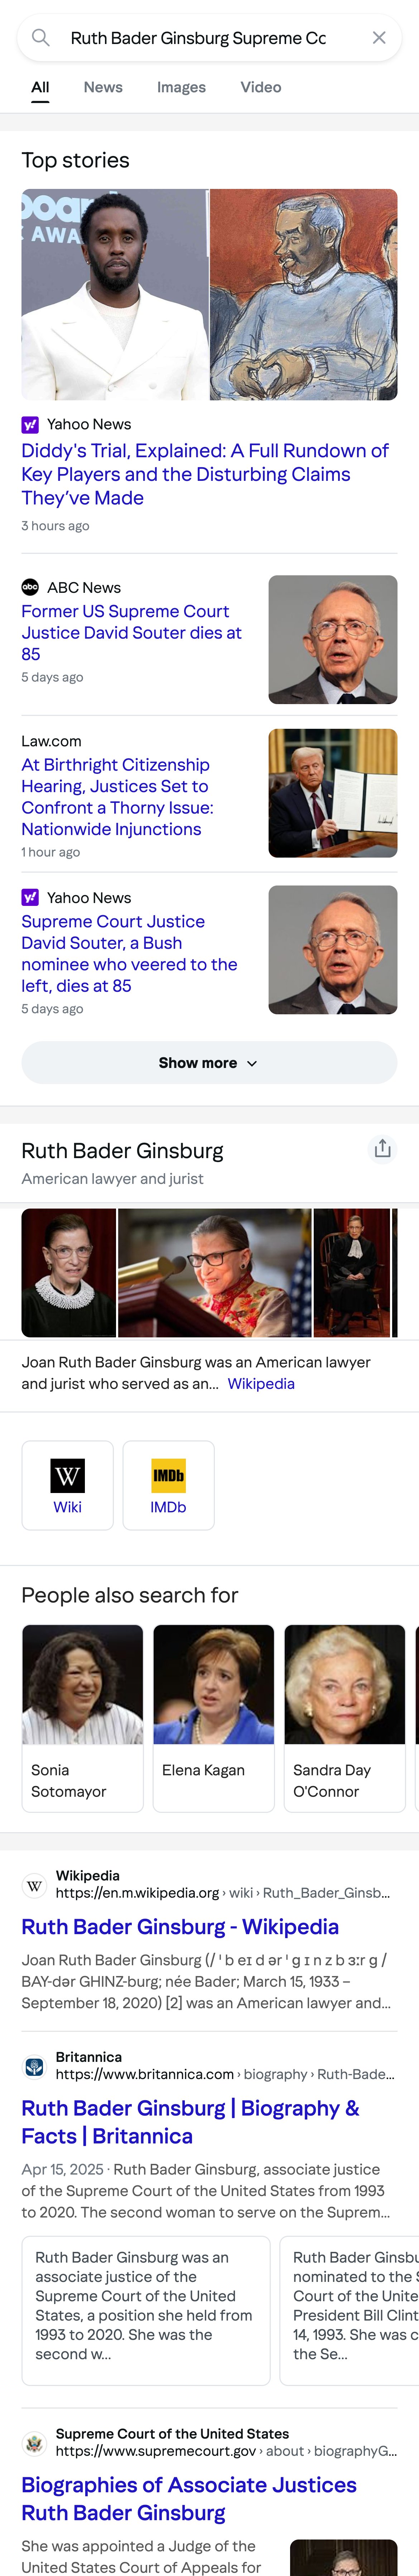 Ruth Bader Ginsburg Supreme Co
All
News
Images
Video
Top stories
Yahoo News
Diddy's Trial, Explained: A Full Rundown of
Key Players and the Disturbing Claims
They've Made
3 hours ago
ABC News
Former US Supreme Court
Justice David Souter dies at
85
5 days ago
Law.com
At Birthright Citizenship
Hearing, Justices Set to
Confront a Thorny Issue:
Nationwide Injunctions
1 hour ago
Yahoo News
Supreme Court Justice
David Souter, a Bush
nominee who veered to the
left, dies at 85
5 days ago
Show more
Ruth Bader Ginsburg
American lawyer and jurist
Joan Ruth Bader Ginsburg was an American lawyer
and jurist who served as an... Wikipedia
W
Wiki
IMDb
IMDb
People also search for
Sonia
Sotomayor
Elena Kagan
Sandra Day
O'Connor
W
Wikipedia
https://en.m.wikipedia.org › wiki › Ruth_Bader_Ginsb...
Ruth Bader Ginsburg - Wikipedia
Joan Ruth Bader Ginsburg (/ ˈ b eɪ d ər ˈ ɡ ɪ n z b ɜːr ɡ /
BAY-dər GHINZ-burg; née Bader; March 15, 1933 –
September 18, 2020) [2] was an American lawyer and...
Britannica
https://www.britannica.com › biography › Ruth-Bade...
Ruth Bader Ginsburg | Biography &
Facts | Britannica
Apr 15, 2025 · Ruth Bader Ginsburg, associate justice
of the Supreme Court of the United States from 1993
to 2020. The second woman to serve on the Suprem...
Ruth Bader Ginsburg was an
associate justice of the
Supreme Court of the United
States, a position she held from
1993 to 2020. She was the
second w...
Ruth Bader Ginsbu
nominated to the S
Court of the Unite
President Bill Clint
14, 1993. She was c
the Se...
Supreme Court of the United States
https://www.supremecourt.gov › about › biographyG...
Biographies of Associate Justices
Ruth Bader Ginsburg
She was appointed a Judge of the
United States Court of Appeals for